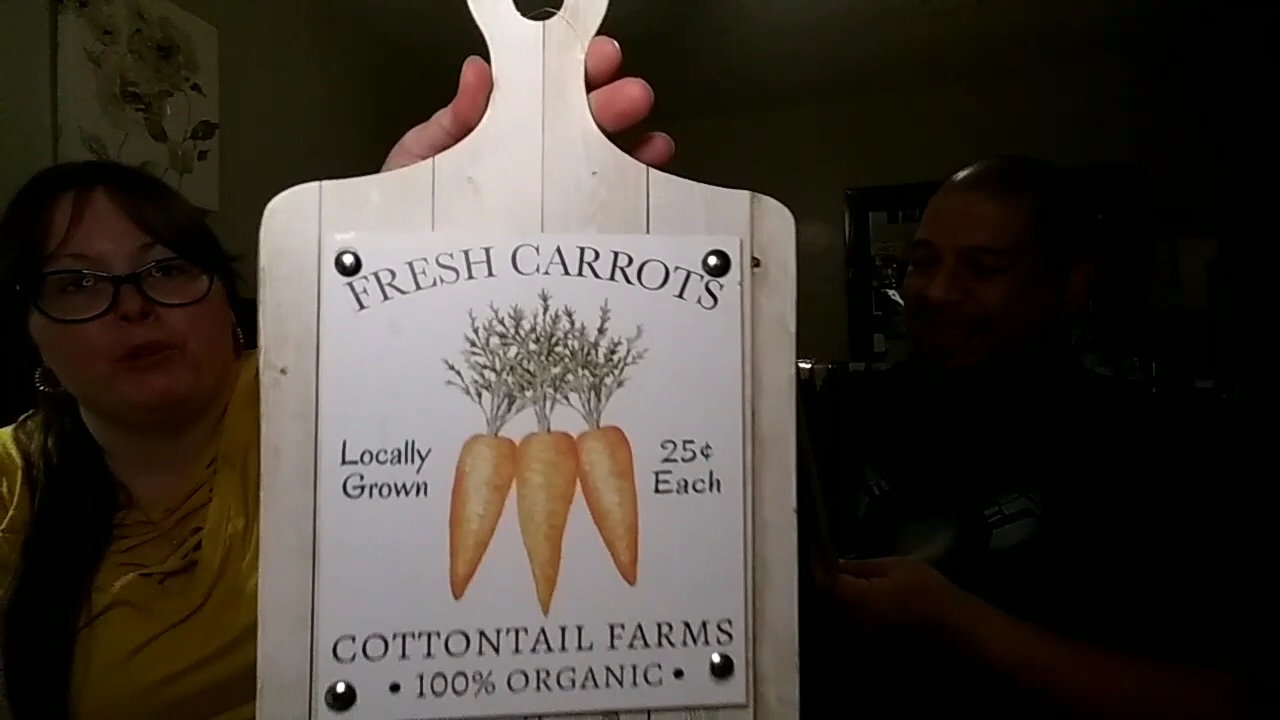 FRESH CARROTS
Locally
Grown
25¢
Each
COTTONTAIL FARMS
• 100% ORGANIC •